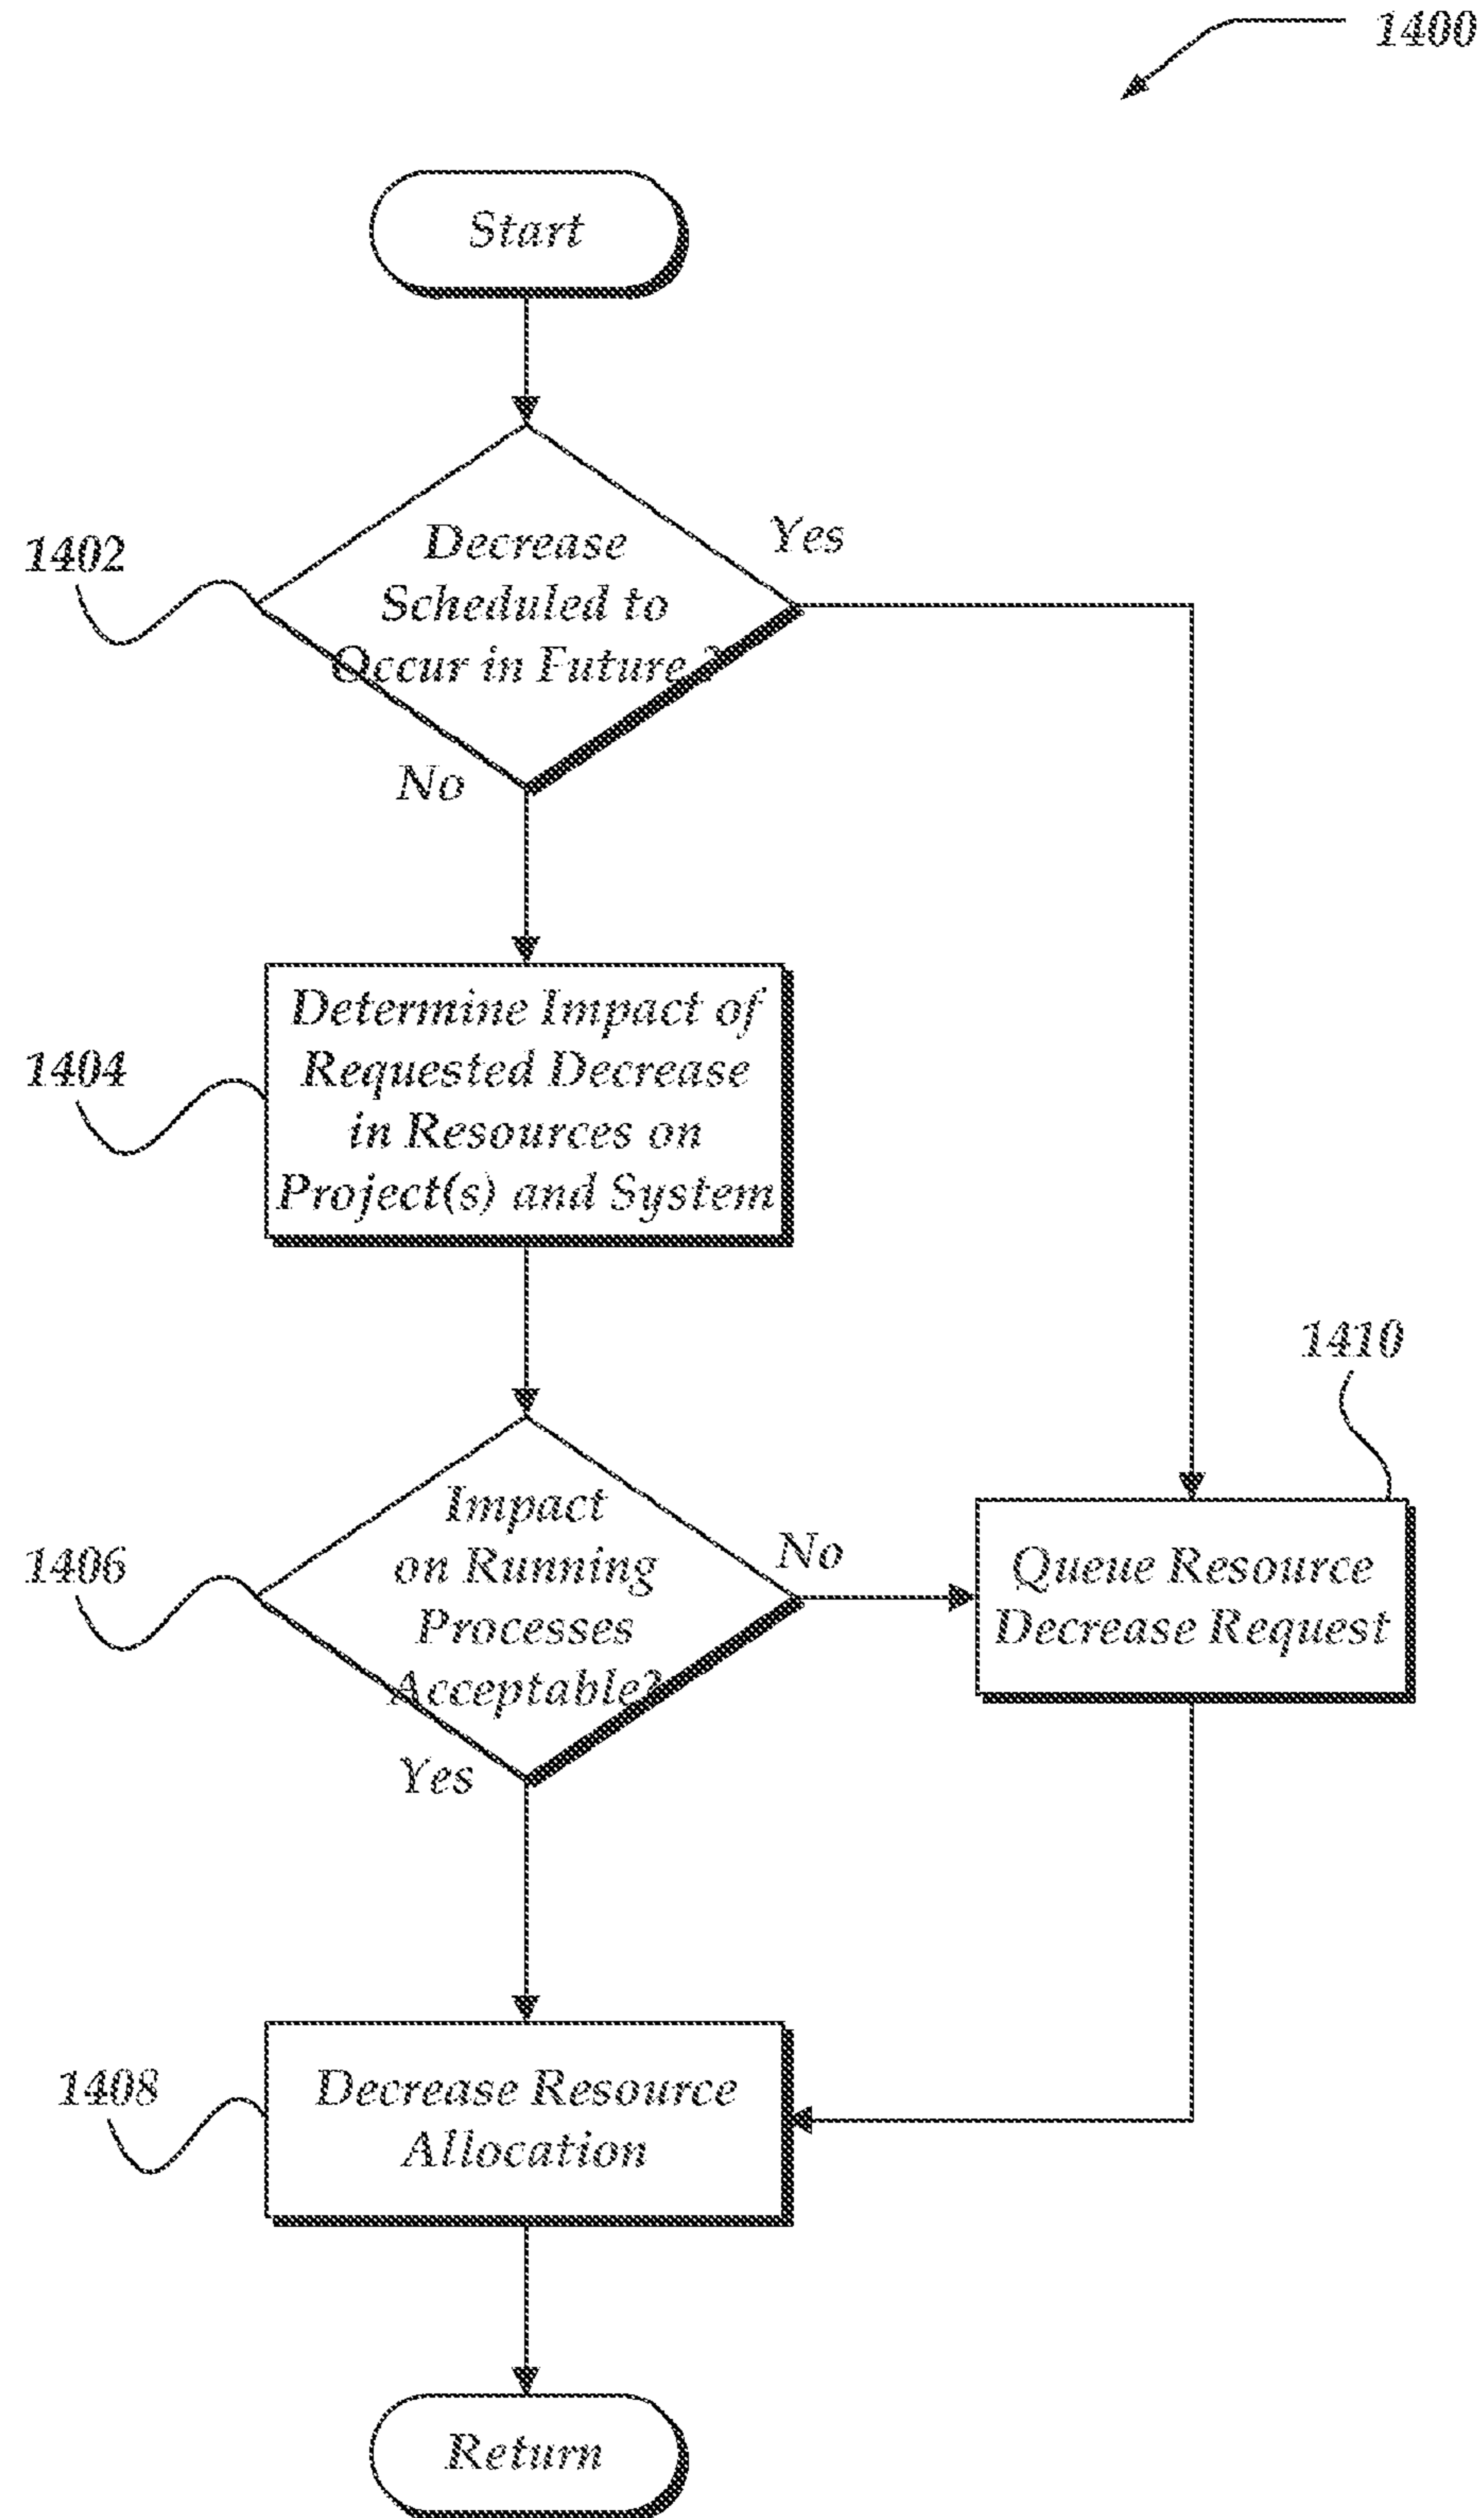 1400
Start
1402
Decrease
Scheduled to
Occur in Future ?
Yes
No
1404
Determine Impact of
Requested Decrease
in Resources on
Project(s) and System
1406
Impact
on Running
Processes
Acceptable?
No
Yes
1410
Queue Resource
Decrease Request
1408
Decrease Resource
Allocation
Return